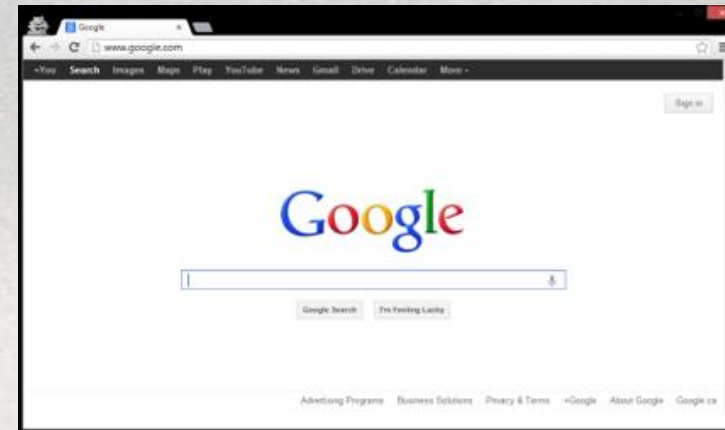 Google
www.google.com
+You Search Images Maps Play YouTube News Gmail Drive Calendar More
Sign in
Google
Google Search I'm Feeling Lucky
Advertising Programs Business Solutions Privacy & Terms +Google About Google Google.ca